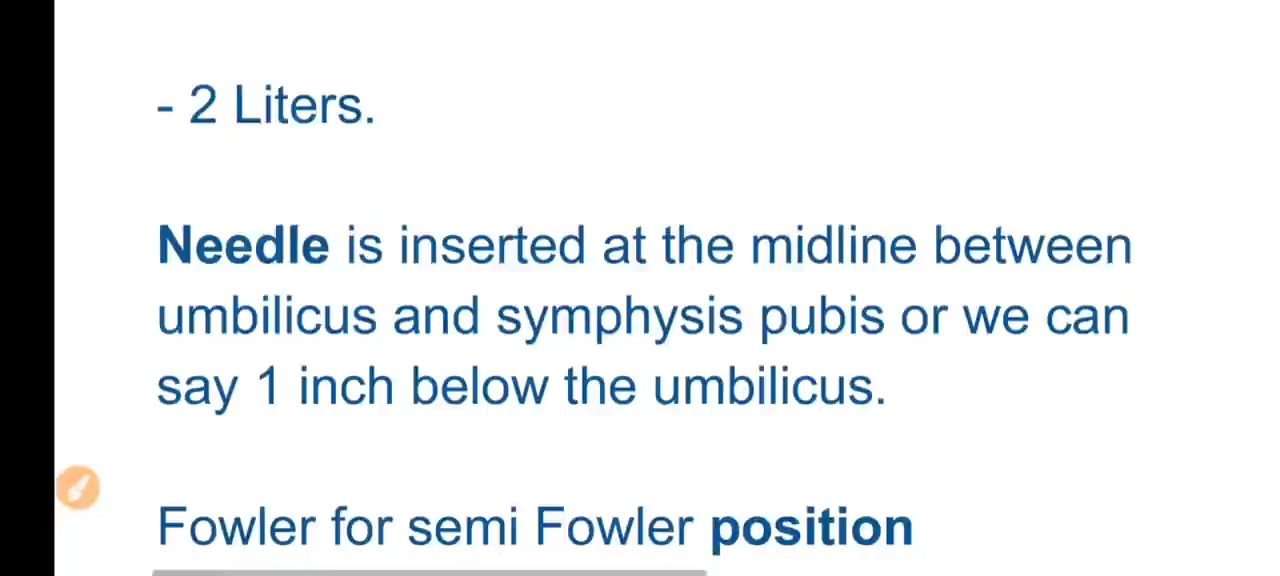 - 2 Liters.
Needle is inserted at the midline between
umbilicus and symphysis pubis or we can
say 1 inch below the umbilicus.
Fowler for semi Fowler position